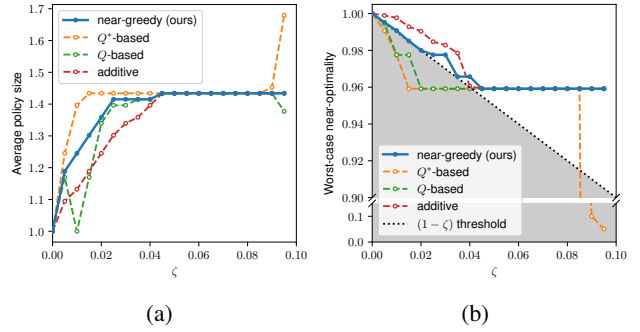 1.7
1.6
1.5
1.4
1.3
1.2
1.1
1.0
Average policy size
near-greedy (ours)
Q*-based
Q-based
additive
0.00 0.02 0.04 0.06 0.08 0.10
ζ
(a)
1.00
0.98
0.96
0.94
0.92
0.90
0.1
0.0
Worst-case near-optimality
near-greedy (ours)
Q*-based
Q-based
additive
(1 − ζ) threshold
0.00 0.02 0.04 0.06 0.08 0.10
ζ
(b)